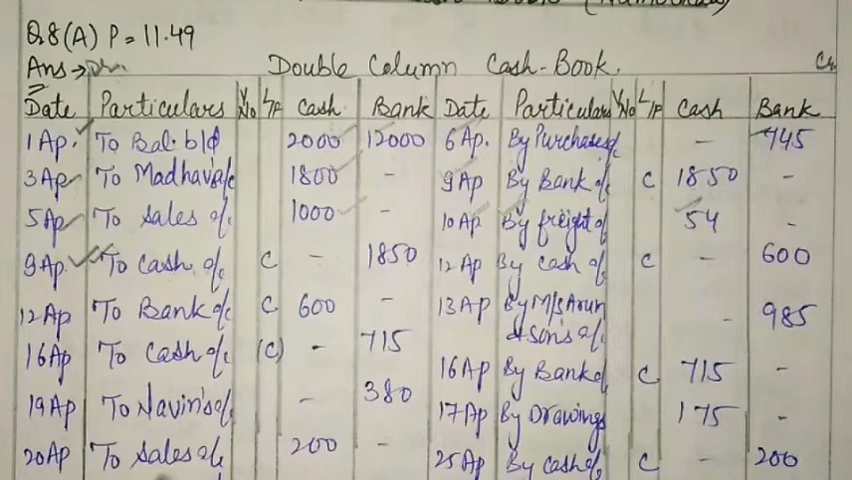 Q8(A) P = 11.49
Ans → Double Column Cash-Book. Cr
Date Particulars V No L/F Cash Bank Date Particulars V No L/F Cash Bank
1 Ap. To Bal. b/d 2000 12000 6 Ap. By Purchases a/c - 745
3 Ap To Madhav's a/c 1800 - 9 Ap By Bank a/c C 1850 -
5 Ap To Sales a/c 1000 - 10 Ap By freight a/c 54 -
9 Ap. To Cash a/c C - 1850 12 Ap By Cash a/c C - 600
12 Ap To Bank a/c C 600 - 13 Ap By M/s Arun - 985
& son's a/c
16 Ap To Cash a/c (C) - 715 16 Ap By Bank a/c C 715 -
19 Ap To Navin's a/c - 380 17 Ap By Drawings 175 -
20 Ap To Sales a/c 200 - 25 Ap By Cash a/c C - 200